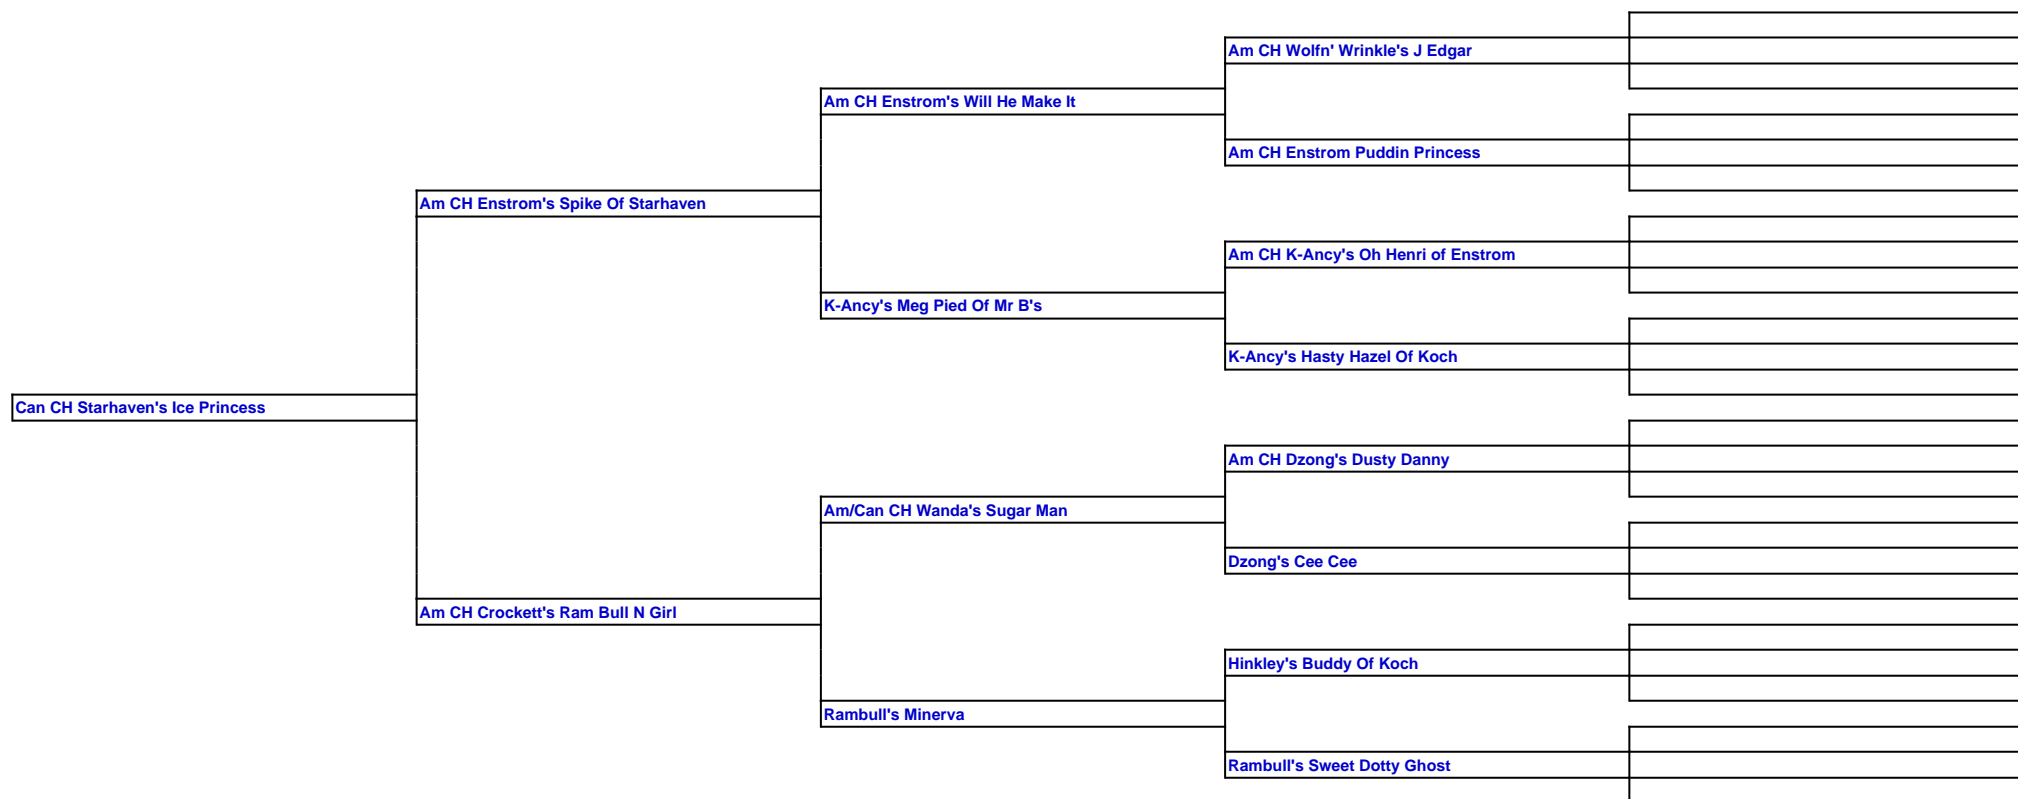 Am CH Wolfn' Wrinkle's J Edgar
Am CH Enstrom's Will He Make It
Am CH Enstrom Puddin Princess
Am CH Enstrom's Spike Of Starhaven
Am CH K-Ancy's Oh Henri of Enstrom
K-Ancy's Meg Pied Of Mr B's
K-Ancy's Hasty Hazel Of Koch
Can CH Starhaven's Ice Princess
Am CH Dzong's Dusty Danny
Am/Can CH Wanda's Sugar Man
Dzong's Cee Cee
Am CH Crockett's Ram Bull N Girl
Hinkley's Buddy Of Koch
Rambull's Minerva
Rambull's Sweet Dotty Ghost